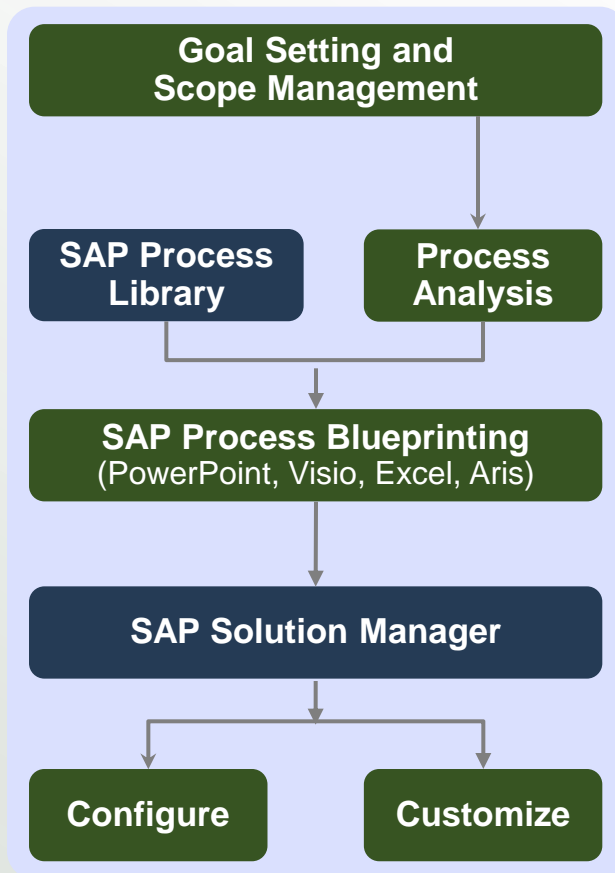 Goal Setting and
Scope Management
SAP Process
Library
Process
Analysis
SAP Process Blueprinting
(PowerPoint, Visio, Excel, Aris)
SAP Solution Manager
Configure
Customize